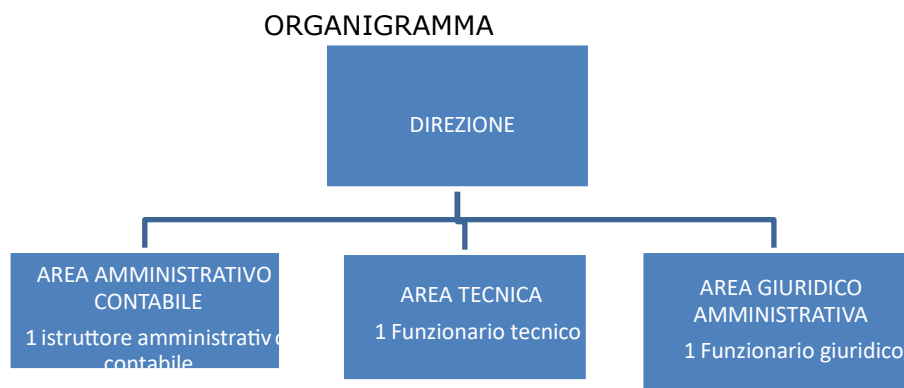 ORGANIGRAMMA
DIREZIONE
AREA AMMINISTRATIVO
CONTABILE
1 istruttore amministrativo
contabile
AREA TECNICA
1 Funzionario tecnico
AREA GIURIDICO
AMMINISTRATIVA
1 Funzionario giuridico